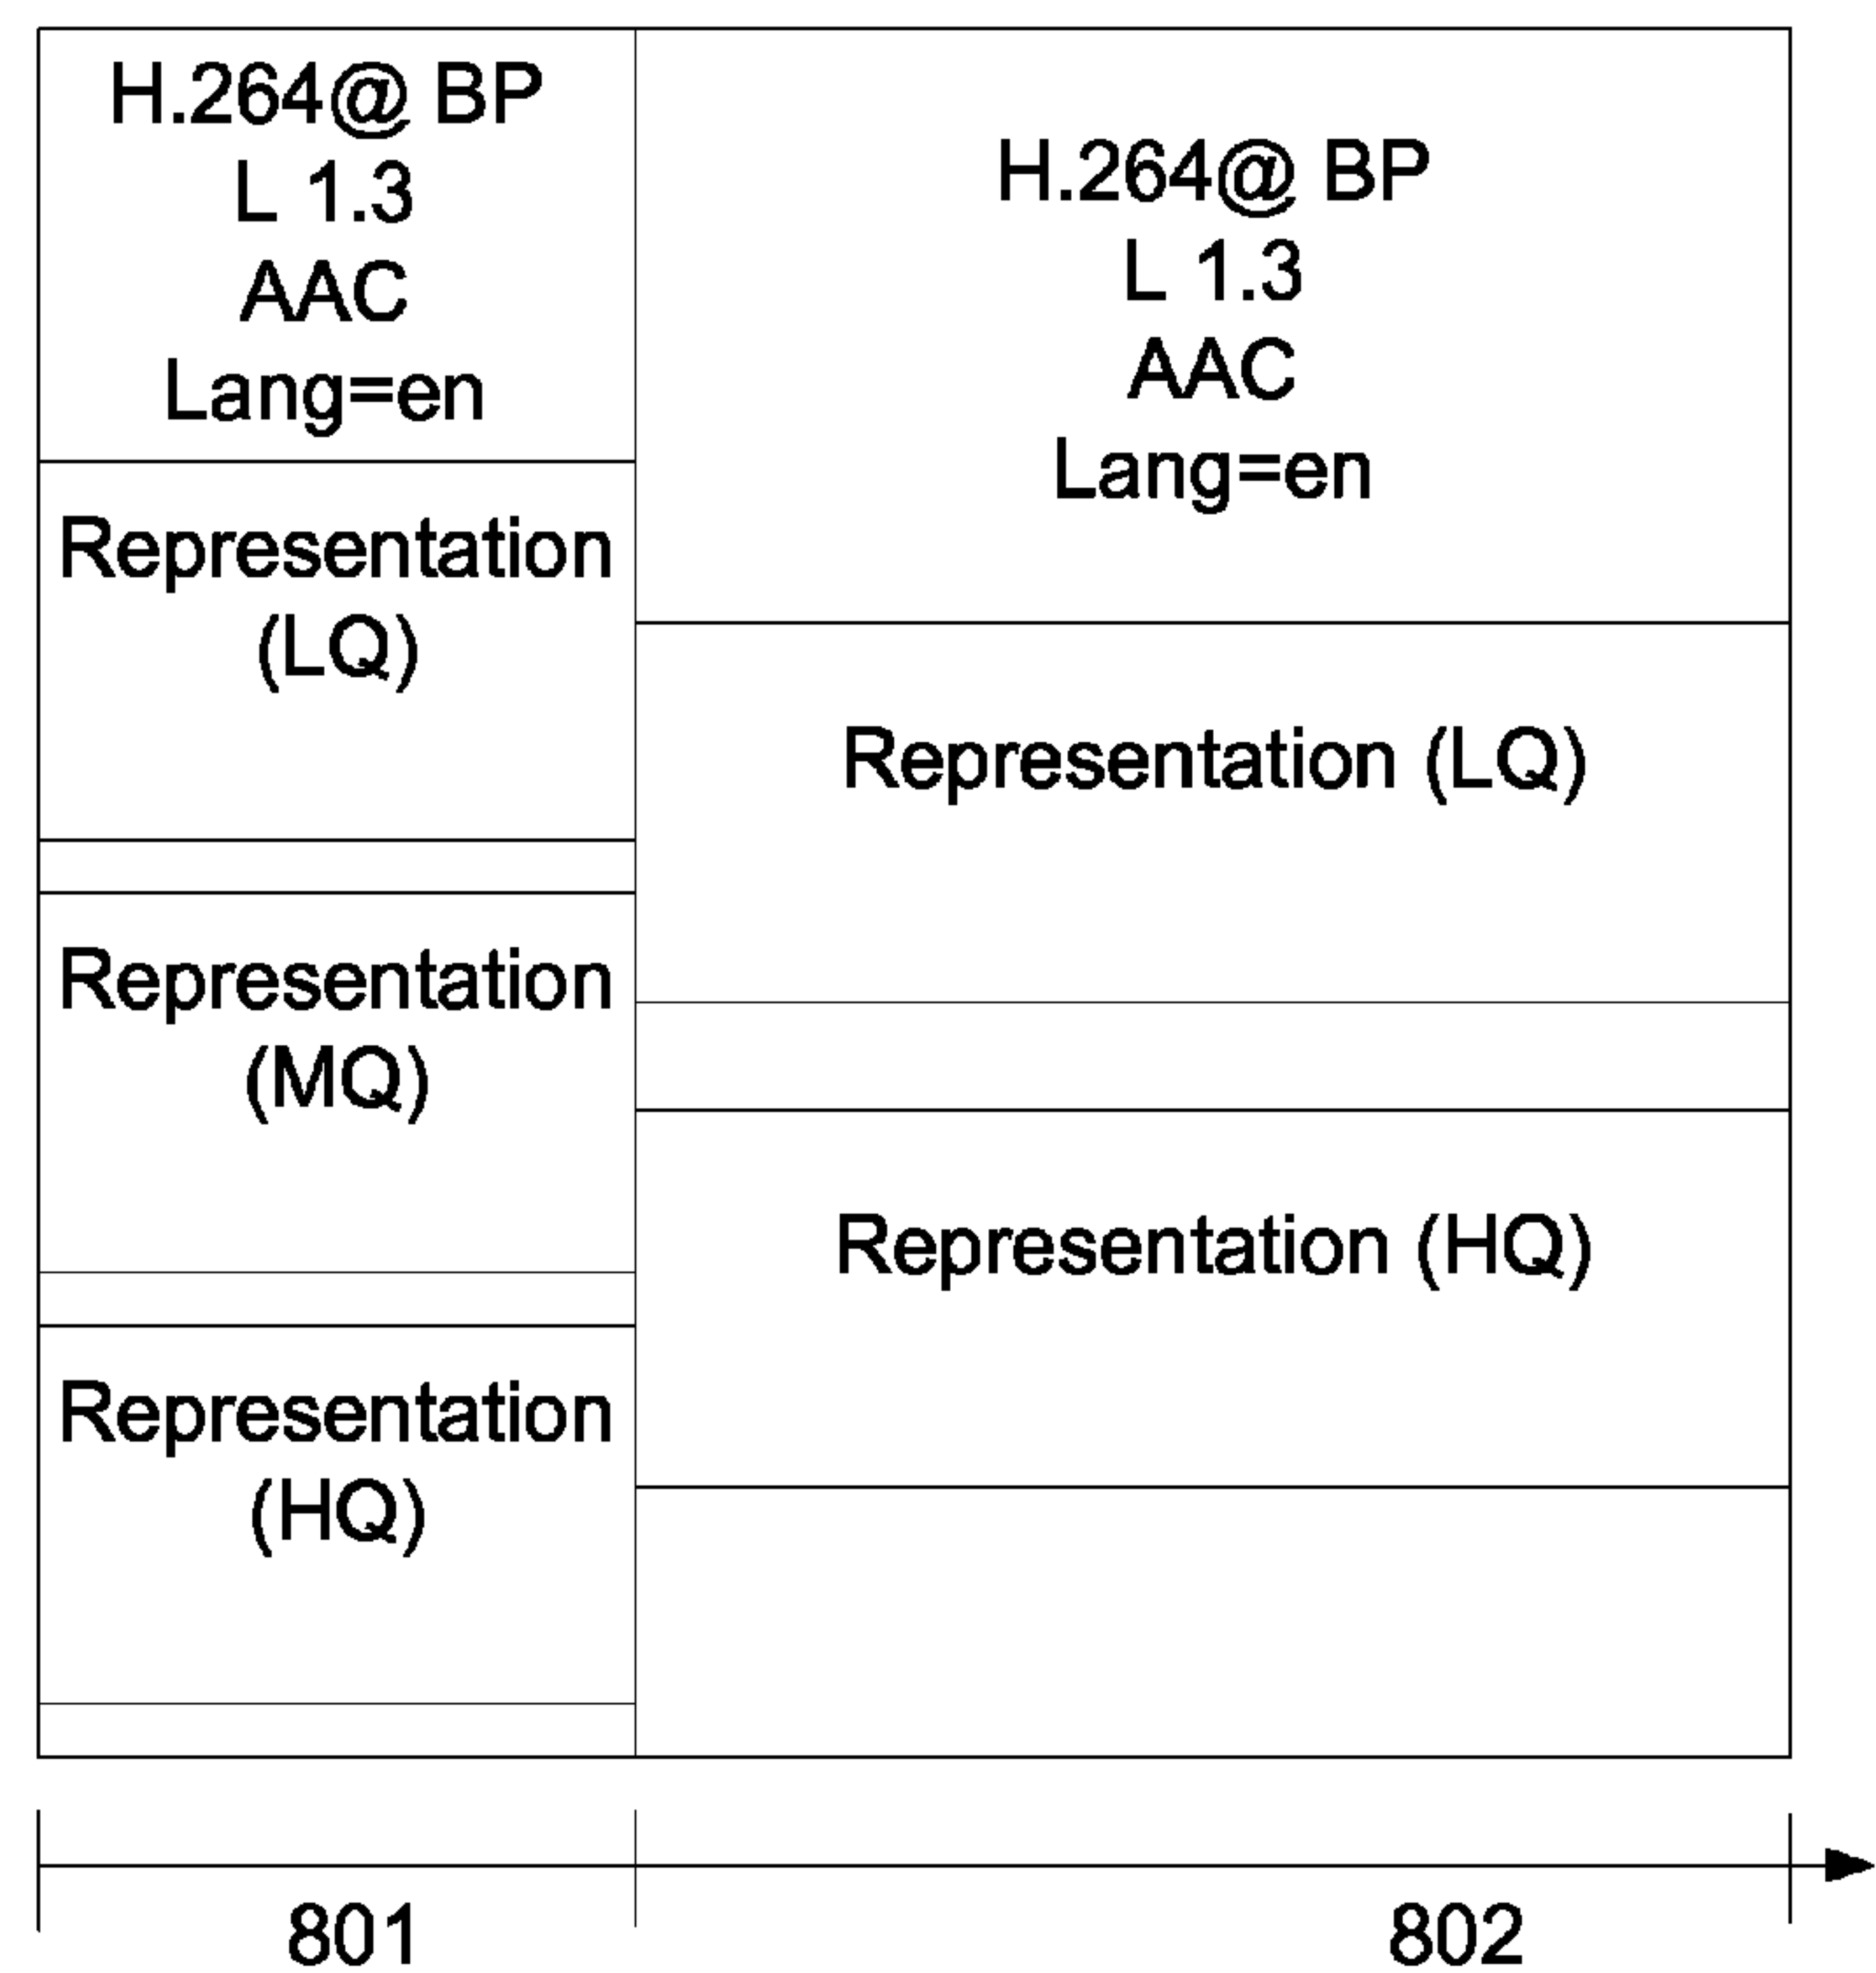 H.264@ BP
L 1.3
AAC
Lang=en
Representation
(LQ)
Representation
(MQ)
Representation
(HQ)
H.264@ BP
L 1.3
AAC
Lang=en
Representation (LQ)
Representation (HQ)
801
802